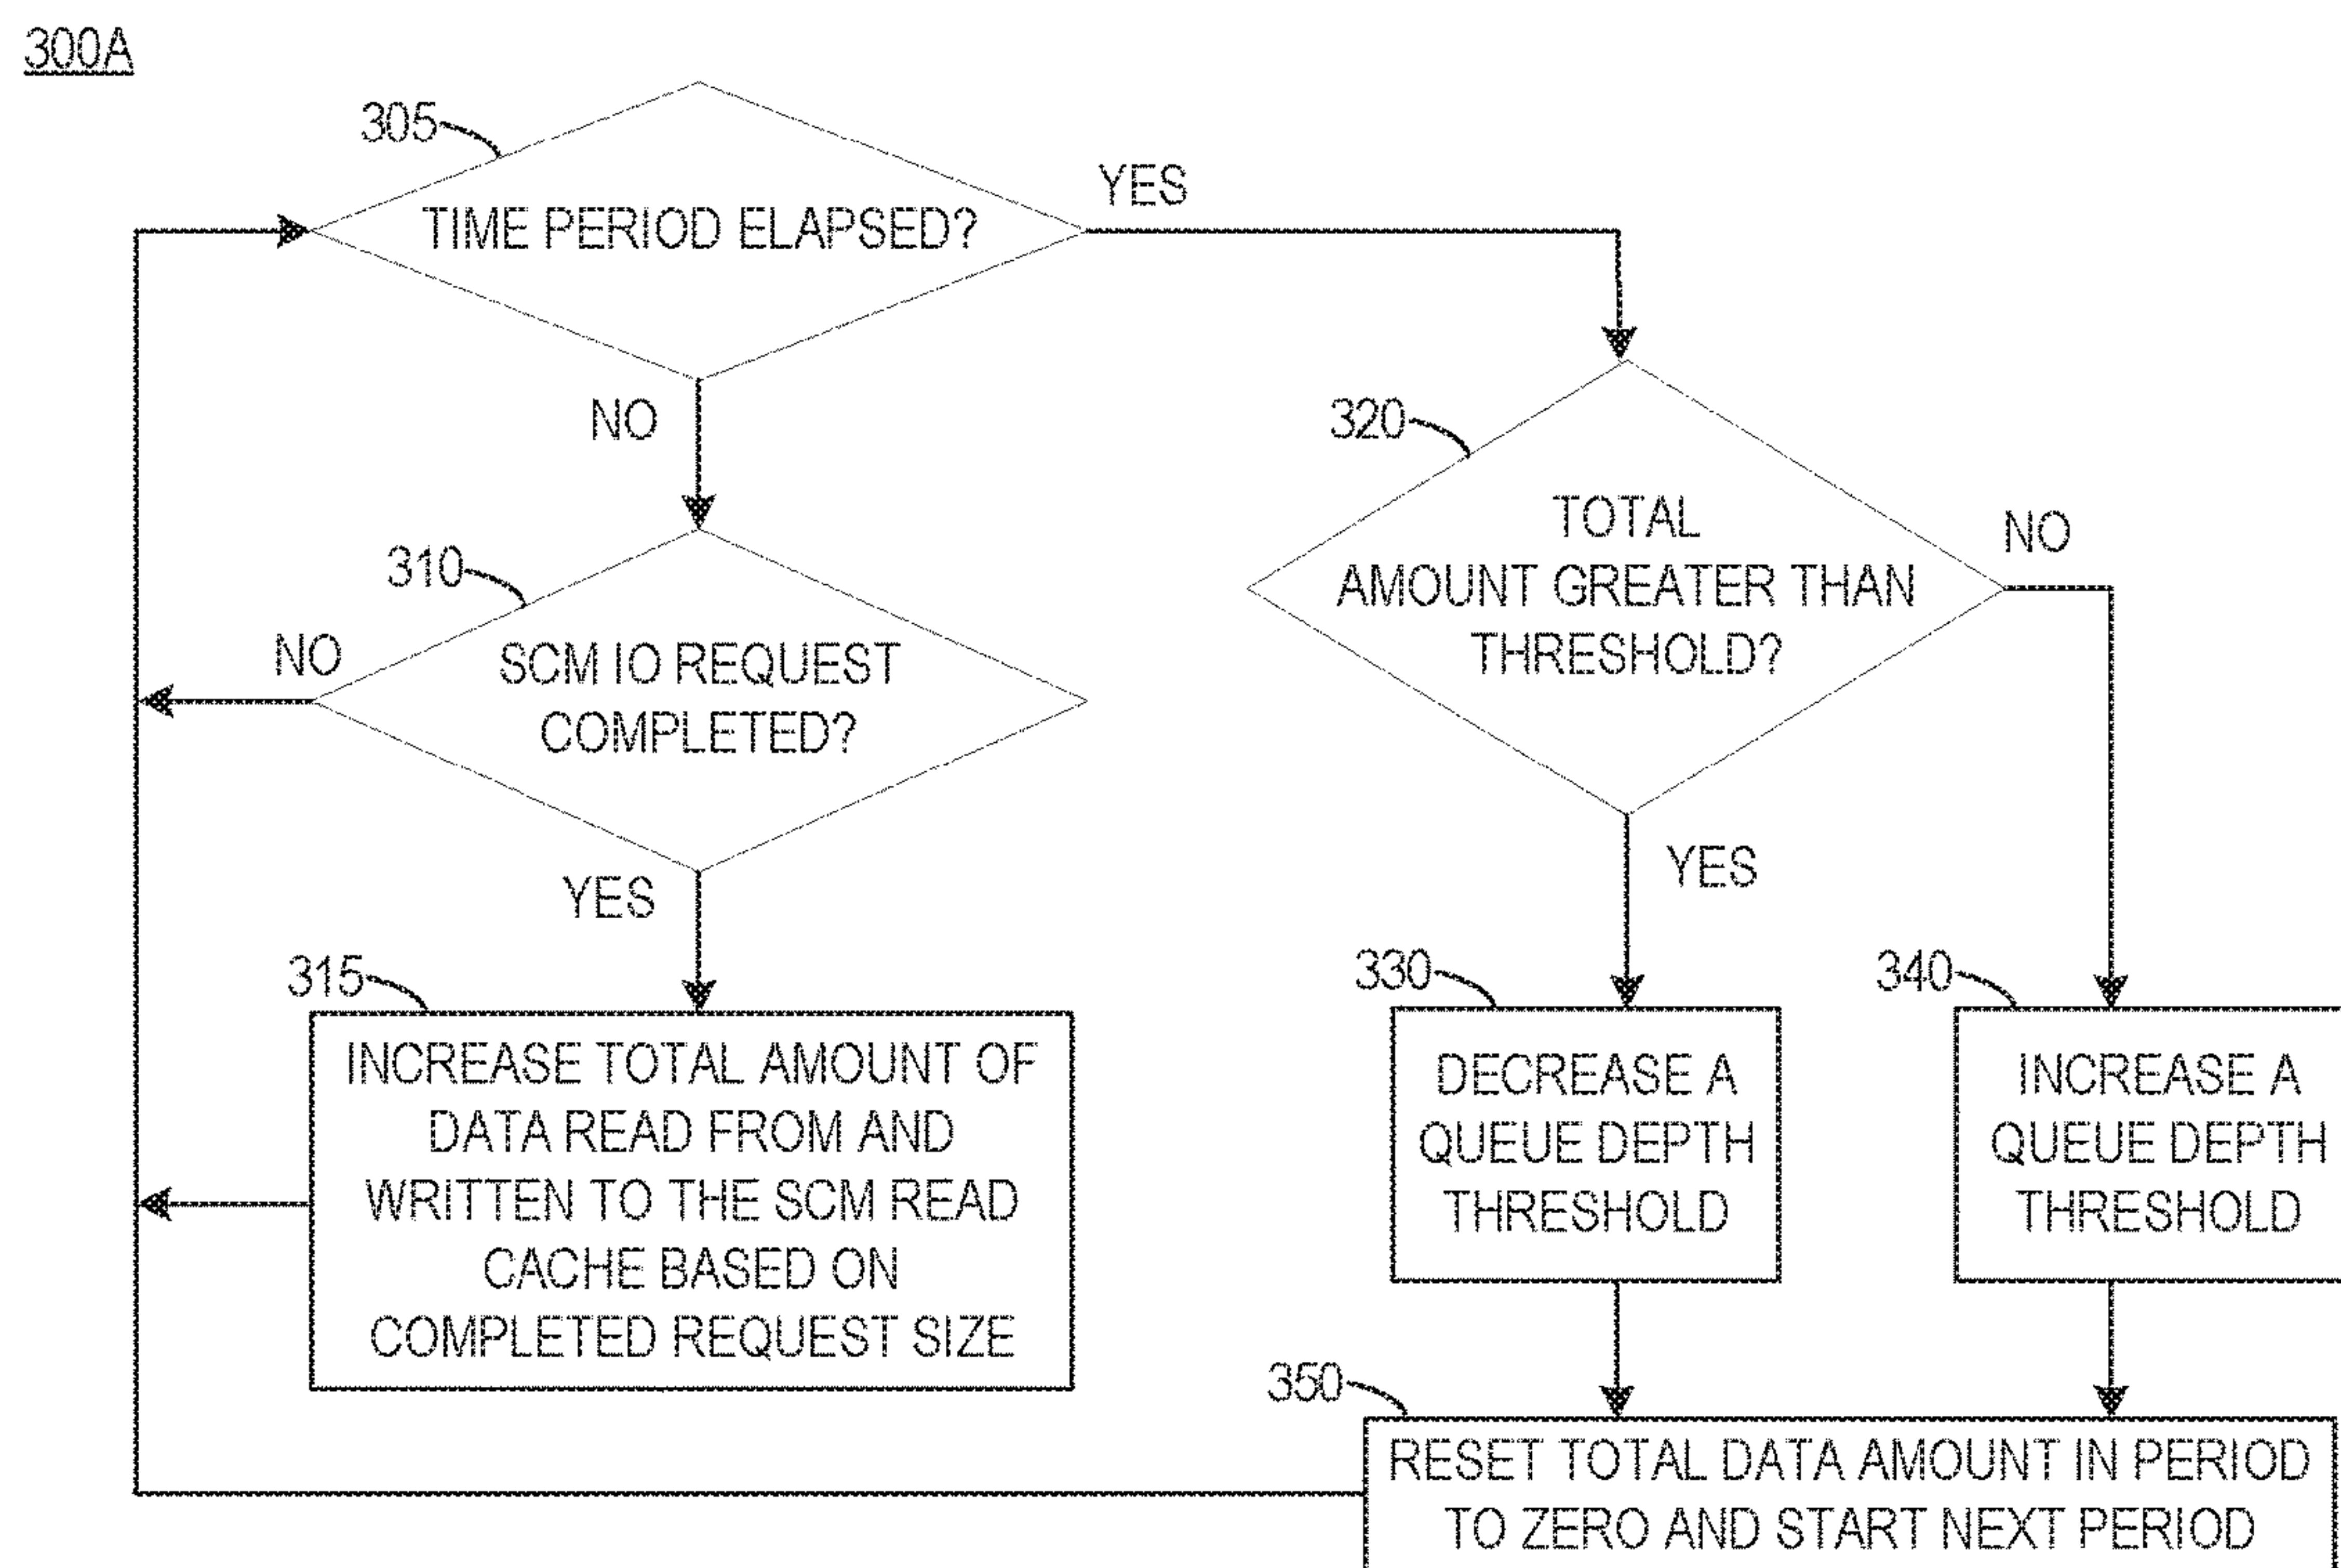 300A
305
TIME PERIOD ELAPSED?
YES
NO
310
SCM IO REQUEST
COMPLETED?
NO
YES
315
INCREASE TOTAL AMOUNT OF
DATA READ FROM AND
WRITTEN TO THE SCM READ
CACHE BASED ON
COMPLETED REQUEST SIZE
320
TOTAL
AMOUNT GREATER THAN
THRESHOLD?
NO
YES
330
DECREASE A
QUEUE DEPTH
THRESHOLD
340
INCREASE A
QUEUE DEPTH
THRESHOLD
350
RESET TOTAL DATA AMOUNT IN PERIOD
TO ZERO AND START NEXT PERIOD